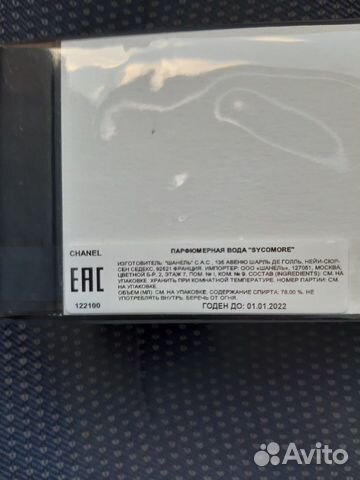 CHANEL
ПАРФЮМЕРНАЯ ВОДА "SYCOMORE"
ИЗГОТОВИТЕЛЬ: "ШАНЕЛЬ" С.А.С., 135 АВЕНЮ ШАРЛЬ ДЕ ГОЛЛЬ, НЕЙИ-СЮР-
СЕН СЕДЕКС, 92521 ФРАНЦИЯ. ИМПОРТЕР: ООО «ШАНЕЛЬ», 127051, МОСКВА,
ЦВЕТНОЙ Б-Р, 2, ЭТАЖ 7, ПОМ. № I, КОМ. № 9. СОСТАВ (INGREDIENTS): СМ. НА
УПАКОВКЕ. ХРАНИТЬ ПРИ КОМНАТНОЙ ТЕМПЕРАТУРЕ. НОМЕР ПАРТИИ: СМ.
НА УПАКОВКЕ.
ОБЪЕМ (МЛ): СМ. НА УПАКОВКЕ. СОДЕРЖАНИЕ СПИРТА: 78,00 %. НЕ
УПОТРЕБЛЯТЬ ВНУТРЬ. БЕРЕЧЬ ОТ ОГНЯ.
EAC
122100
ГОДЕН ДО: 01.01.2022
Avito